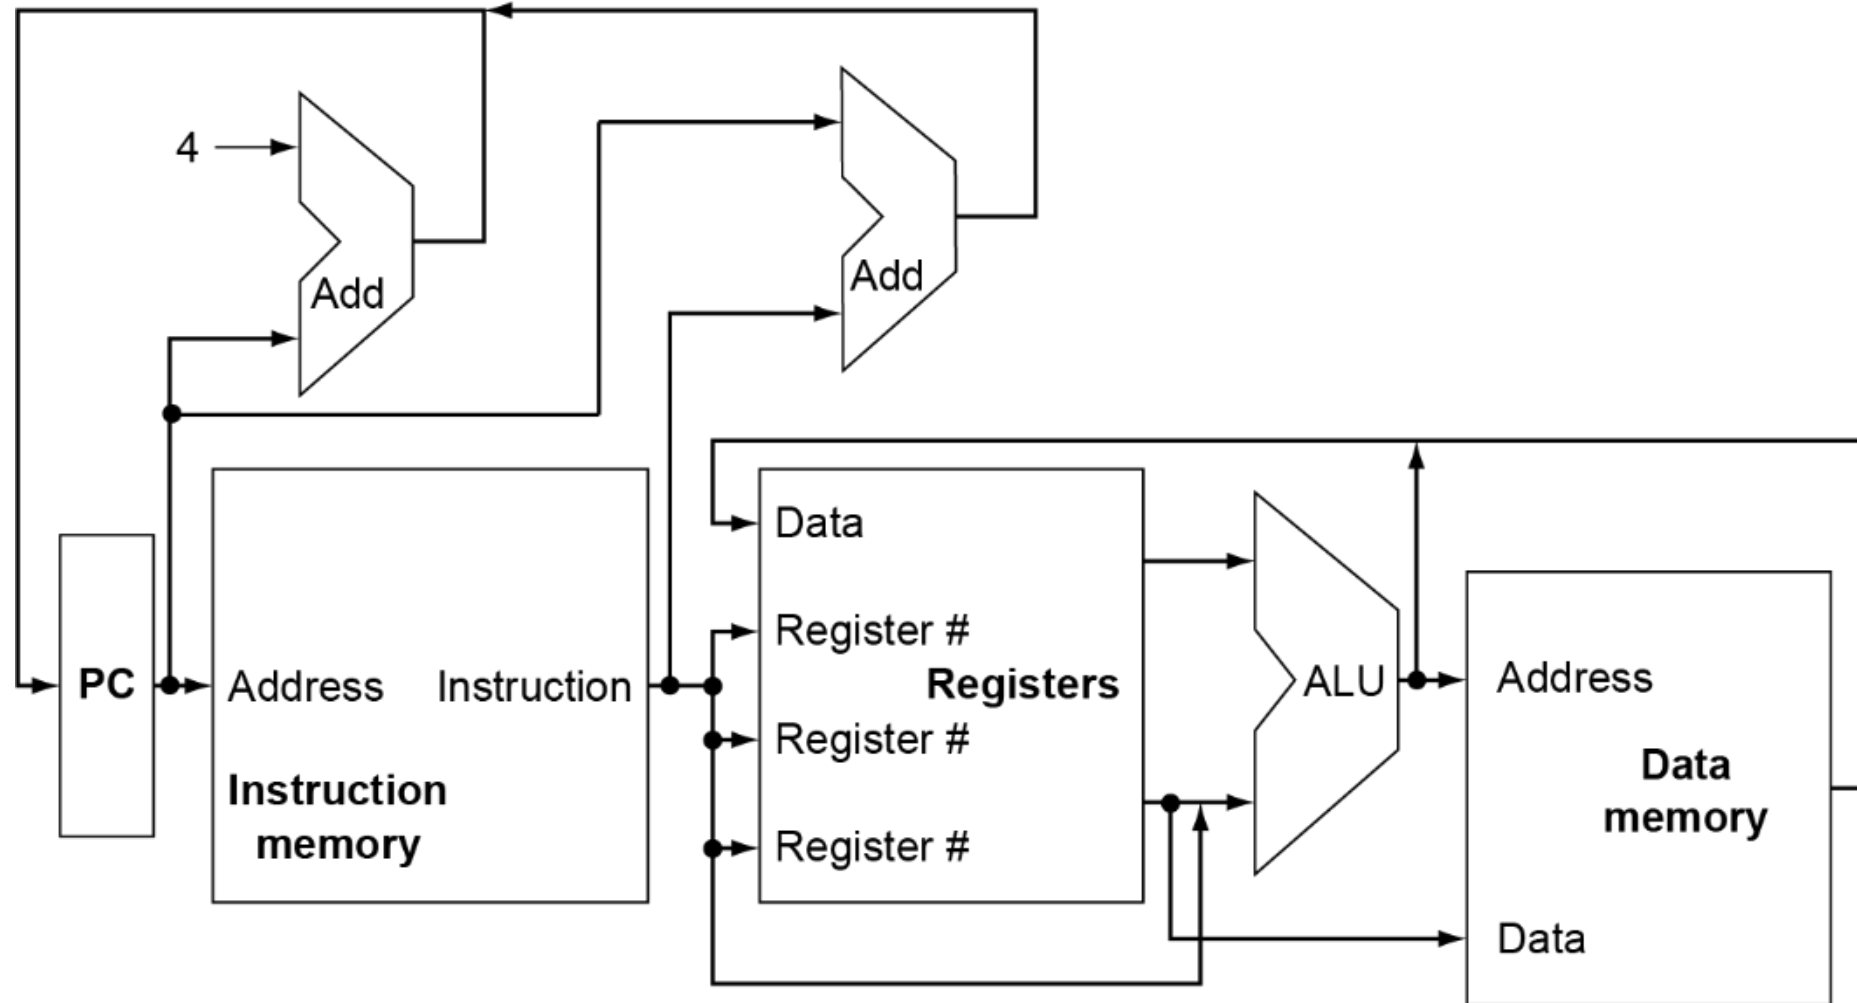 4
Add
Add
Data
Register #
PC
Address
Instruction
Registers
ALU
Address
Register #
Instruction
memory
Data
memory
Register #
Data